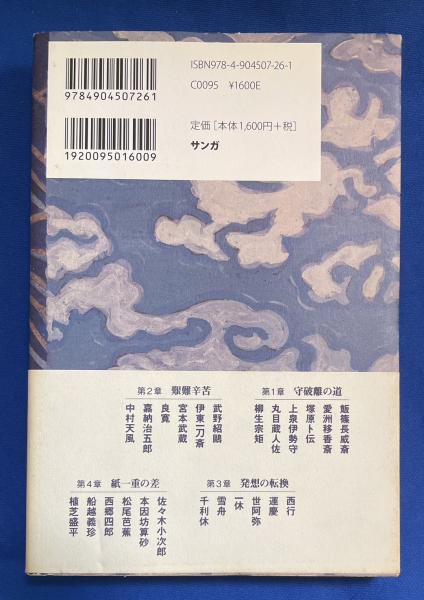 ISBN978-4-904507-26-1
C0095 ¥1600E
定価[本体1,600円+税]
サンガ
9784904507261
1920095016009
第1章 守破離の道
飯篠長威斎
愛洲移香斎
塚原卜伝
上泉伊勢守
丸目蔵人佐
柳生宗矩
第2章 艱難辛苦
武野紹鷗
伊東一刀斎
宮本武蔵
良寛
嘉納治五郎
中村天風
第3章 発想の転換
西行
運慶
世阿弥
一休
雪舟
千利休
第4章 紙一重の差
佐々木小次郎
本因坊算砂
松尾芭蕉
西郷四郎
船越義珍
植芝盛平